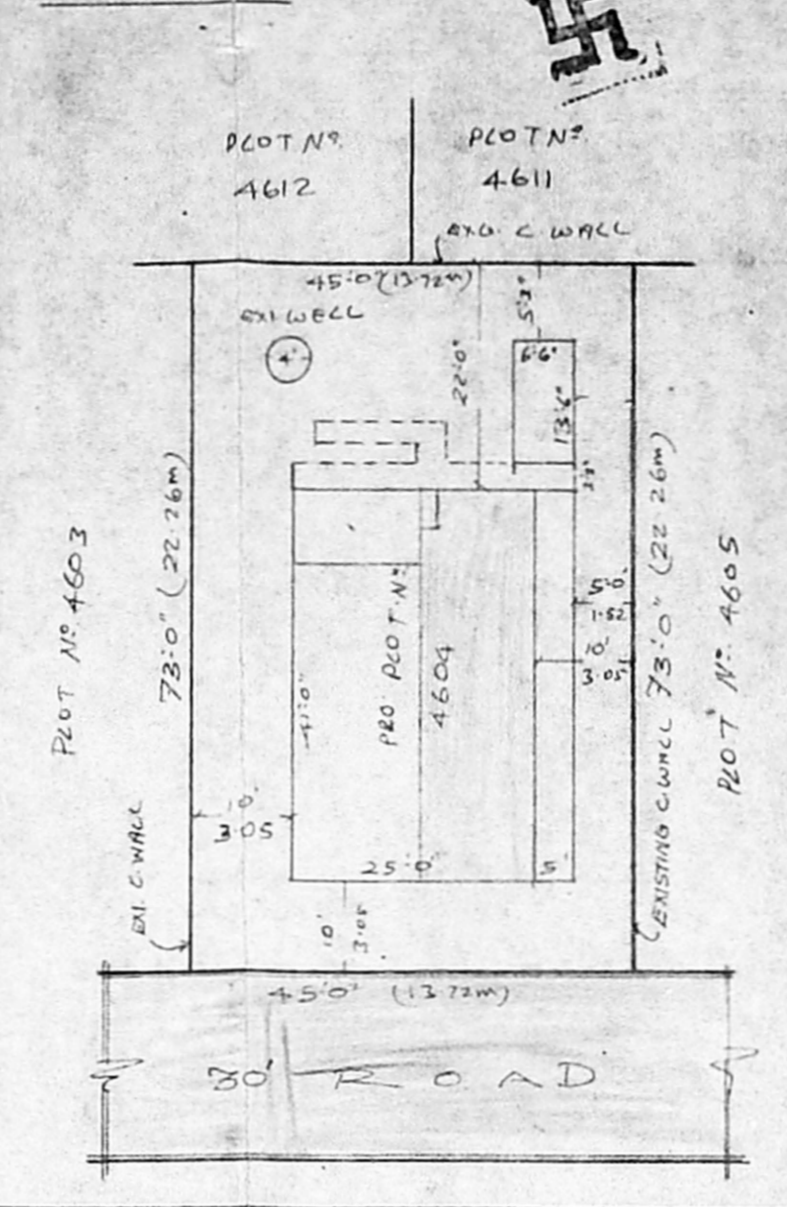 PLOT Nº.
4612
PLOT Nº.
4611
EXG. C. WALL
45'-0" (13.72m)
EXI. WELL
4'
22'-0"
5'-3"
6'-6"
13'-6"
PLOT Nº. 4603
73'-0" (22.26m)
EXI. C. WALL
41'-0"
PRO. PLOT Nº.
4604
10'
3.05
25'-0"
5'
10'
3.05
5'-0"
1.52
10'
3.05
73'-0" (22.26m)
EXISTING C. WALL
PLOT Nº. 4605
45'-0" (13.72m)
30' ROAD